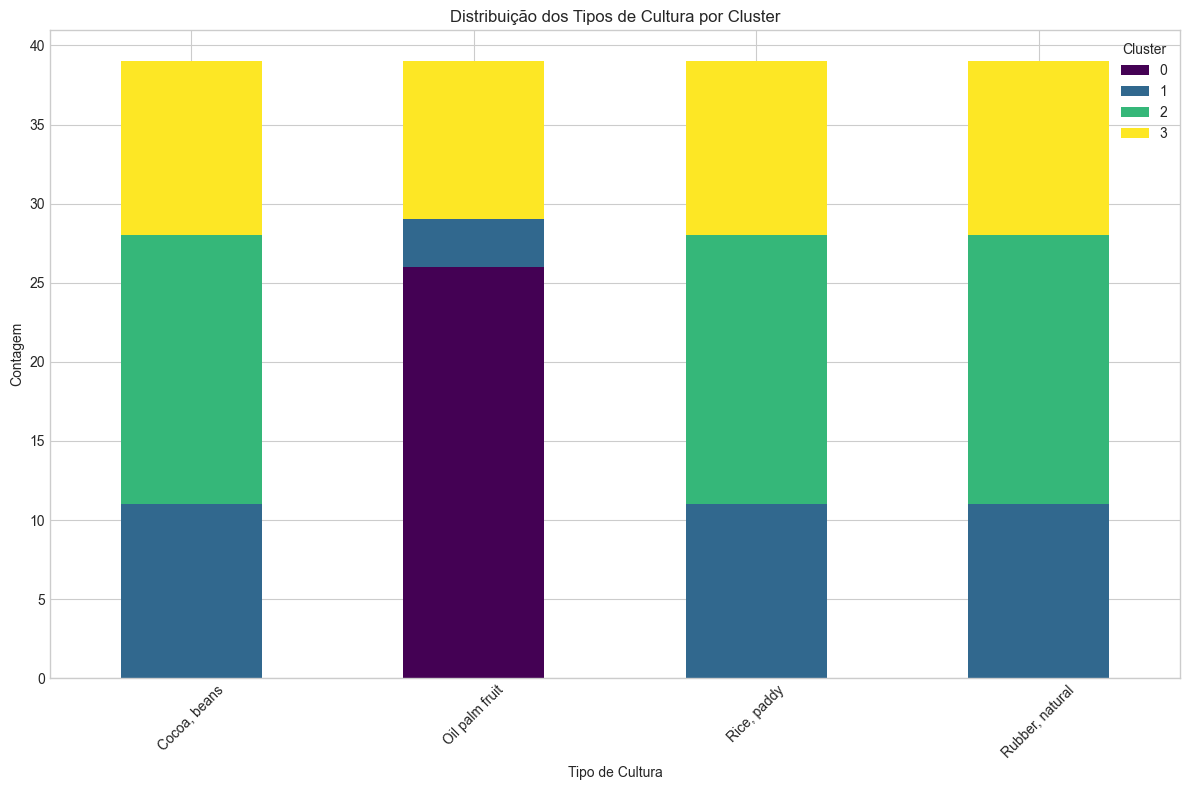 Distribuição dos Tipos de Cultura por Cluster
Cluster
0
1
2
3
Contagem
40
35
30
25
20
15
10
5
0
Cocoa, beans
Oil palm fruit
Rice, paddy
Rubber, natural
Tipo de Cultura